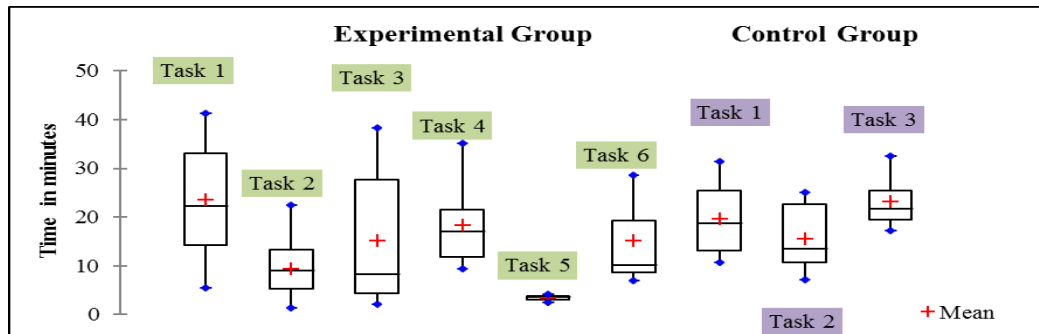 Experimental Group
Control Group
Time in minutes
50
40
30
20
10
0
Task 1
Task 2
Task 3
Task 4
Task 5
Task 6
Task 1
Task 2
Task 3
Mean